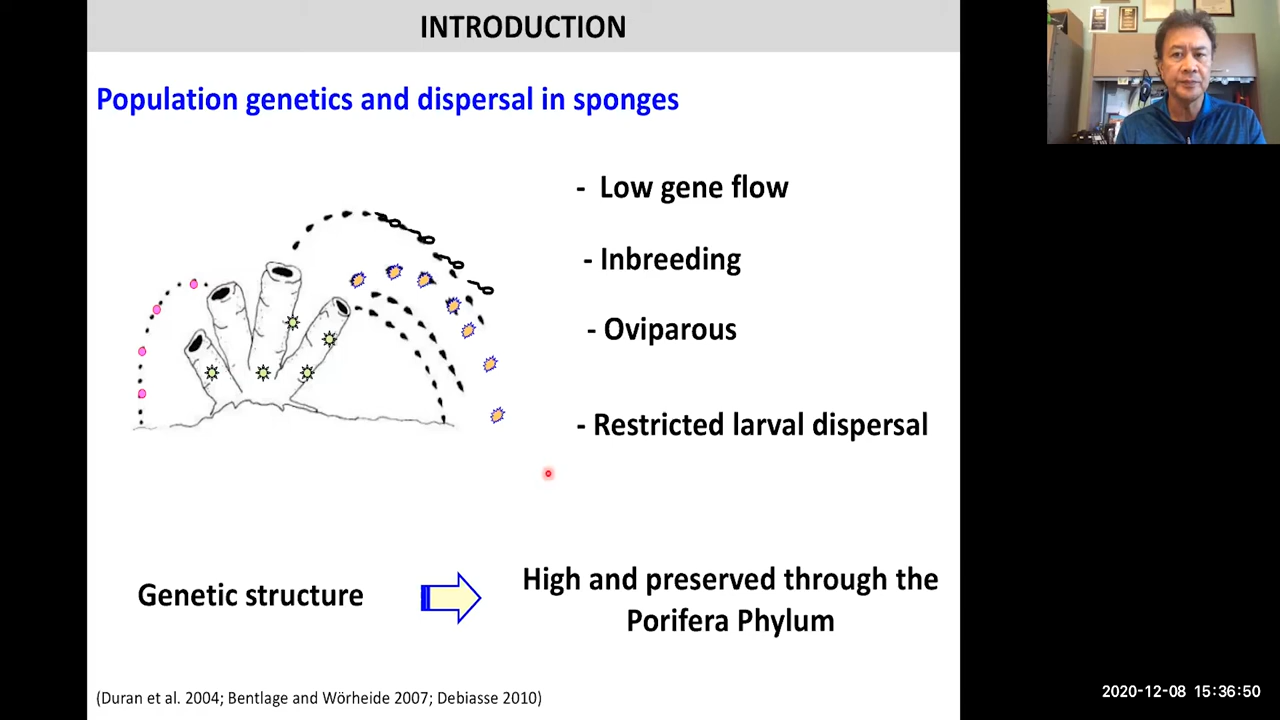 INTRODUCTION
Population genetics and dispersal in sponges
- Low gene flow
- Inbreeding
- Oviparous
- Restricted larval dispersal
Genetic structure
High and preserved through the
Porifera Phylum
(Duran et al. 2004; Bentlage and Wörheide 2007; Debiasse 2010)
2020-12-08 15:36:50